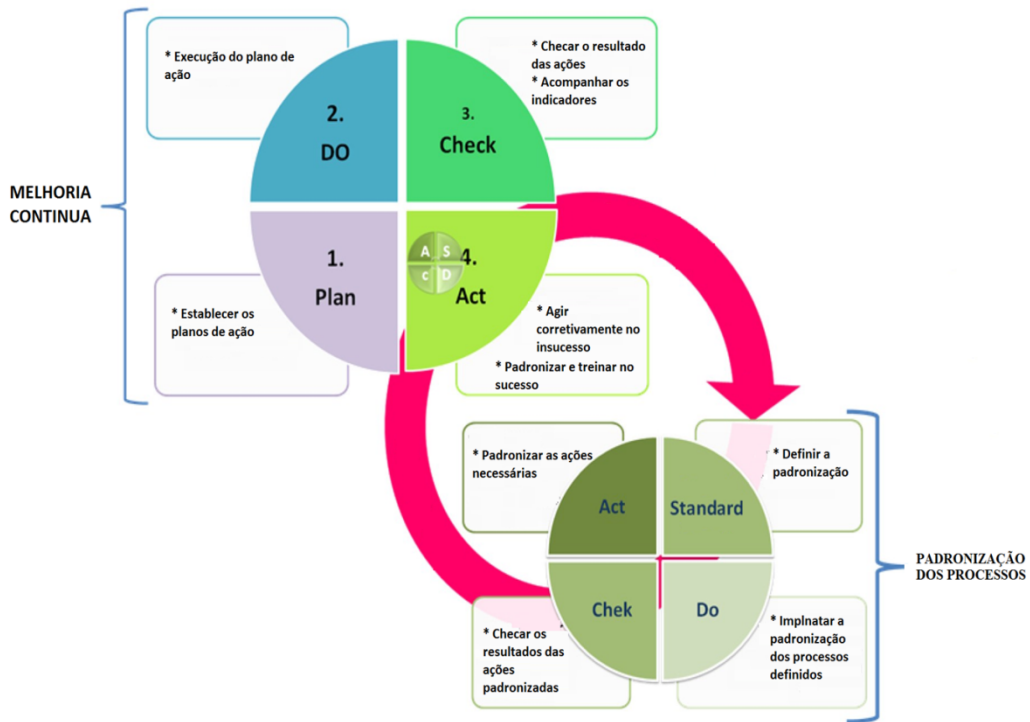 * Execução do plano de
ação
2.
DO
3.
Check
* Checar o resultado
das ações
* Acompanhar os
indicadores
MELHORIA
CONTINUA
* Establecer os
planos de ação
1.
Plan
A S
c D
4.
Act
* Agir
corretivamente no
insucesso
* Padronizar e treinar no
sucesso
* Padronizar as ações
necessárias
Act
Standard
* Definir a
padronização
PADRONIZAÇÃO
DOS PROCESSOS
* Checar os
resultados das
ações
padronizadas
Chek
Do
* Implnatar a
padronização
dos processos
definidos